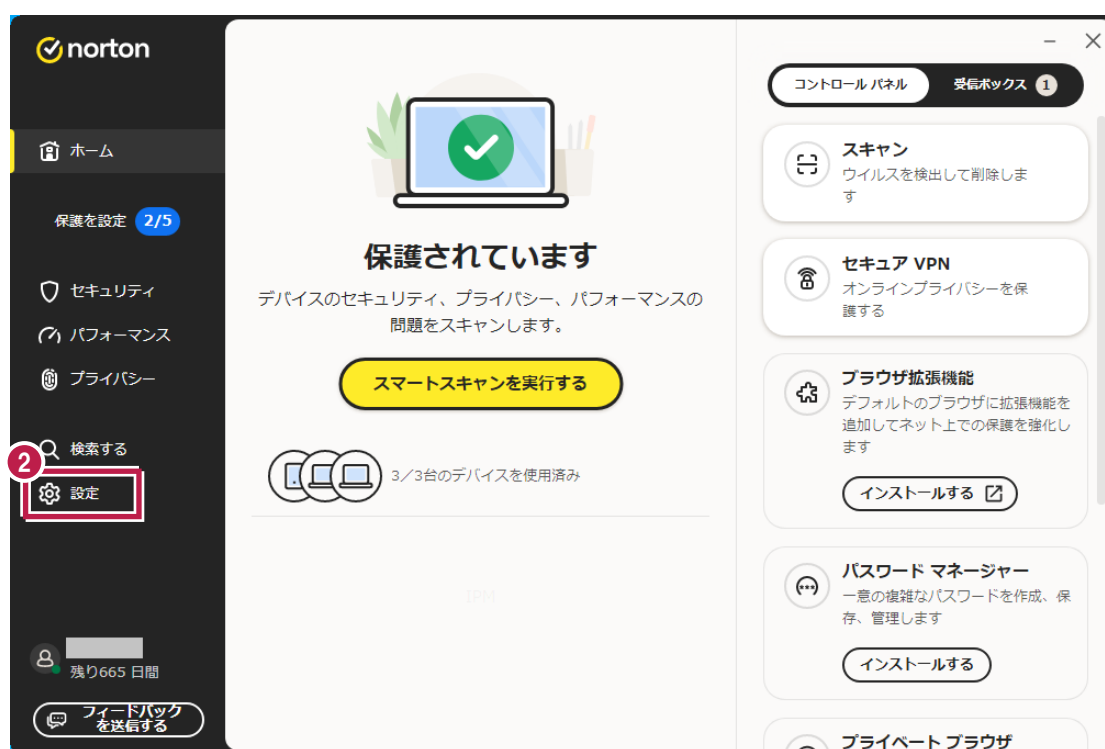 norton
ホーム
保護を設定 2/5
セキュリティ
パフォーマンス
プライバシー
検索する
2
設定
残り665 日間
フィードバック
を送信する
保護されています
デバイスのセキュリティ、プライバシー、パフォーマンスの
問題をスキャンします。
スマートスキャンを実行する
3/3台のデバイスを使用済み
IPM
コントロール パネル
受信ボックス 1
スキャン
ウイルスを検出して削除しま
す
セキュア VPN
オンラインプライバシーを保
護する
ブラウザ拡張機能
デフォルトのブラウザに拡張機能を
追加してネット上での保護を強化し
ます
インストールする
パスワード マネージャー
一意の複雑なパスワードを作成、保
存、管理します
インストールする
プライベート ブラウザ